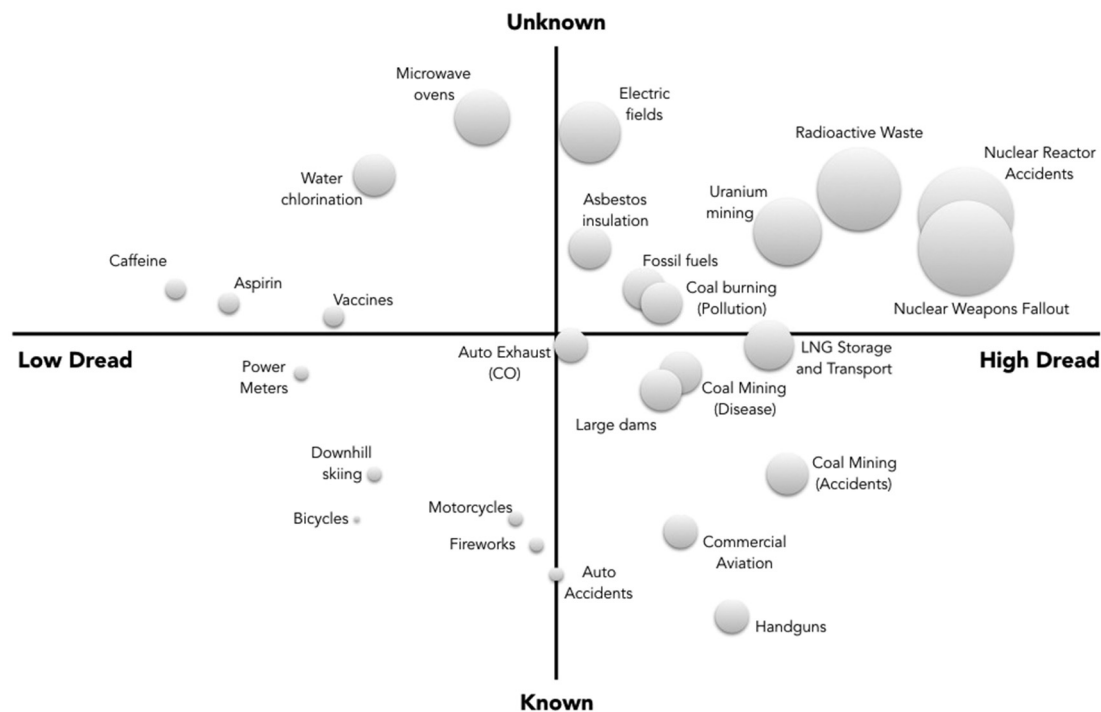 Unknown
Microwave
ovens
Electric
fields
Radioactive Waste
Nuclear Reactor
Accidents
Water
chlorination
Asbestos
insulation
Uranium
mining
Caffeine
Aspirin
Vaccines
Fossil fuels
Coal burning
(Pollution)
Nuclear Weapons Fallout
Low Dread
High Dread
Power
Meters
Auto Exhaust
(CO)
LNG Storage
and Transport
Coal Mining
(Disease)
Large dams
Downhill
skiing
Coal Mining
(Accidents)
Bicycles
Motorcycles
Fireworks
Commercial
Aviation
Auto
Accidents
Handguns
Known